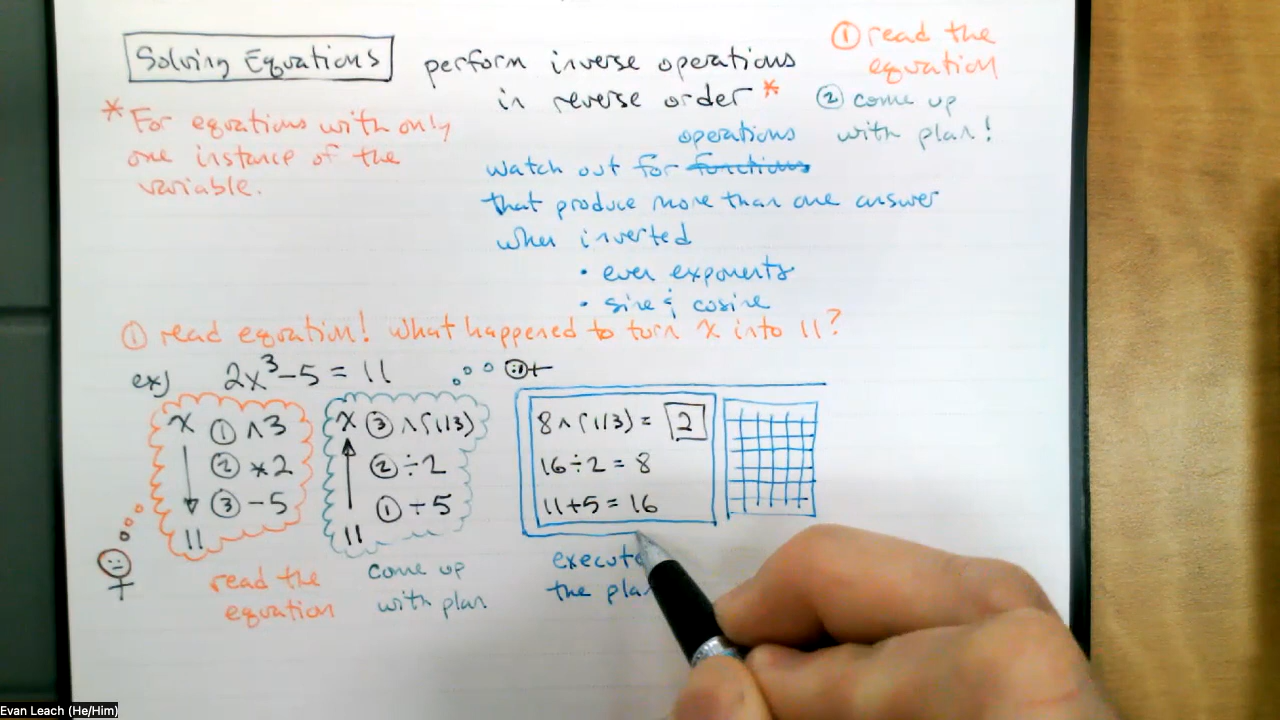 Solving Equations
perform inverse operations
in reverse order *
① read the
equation
② come up
with plan!
* For equations with only
one instance of the
variable.
operations
watch out for functions
that produce more than one answer
when inverted
• even exponents
• sine & cosine
① read equation! What happened to turn x into 11?
ex) 2x³-5 = 11
x ① ^3
② *2
③ -5
11
read the
equation
x ③ ^(1/3)
② ÷2
① +5
11
come up
with plan
8^(1/3) = 2
16÷2 = 8
11+5 = 16
execute
the plan
Evan Leach (He/Him)